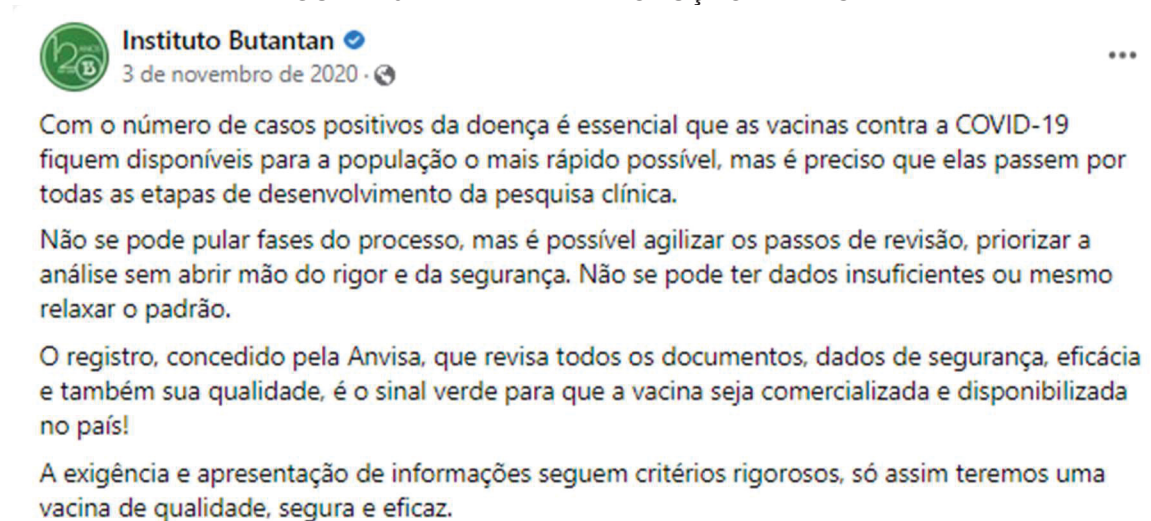 Instituto Butantan
3 de novembro de 2020 ·
120 ANOS
Com o número de casos positivos da doença é essencial que as vacinas contra a COVID-19
fiquem disponíveis para a população o mais rápido possível, mas é preciso que elas passem por
todas as etapas de desenvolvimento da pesquisa clínica.
Não se pode pular fases do processo, mas é possível agilizar os passos de revisão, priorizar a
análise sem abrir mão do rigor e da segurança. Não se pode ter dados insuficientes ou mesmo
relaxar o padrão.
O registro, concedido pela Anvisa, que revisa todos os documentos, dados de segurança, eficácia
e também sua qualidade, é o sinal verde para que a vacina seja comercializada e disponibilizada
no país!
A exigência e apresentação de informações seguem critérios rigorosos, só assim teremos uma
vacina de qualidade, segura e eficaz.